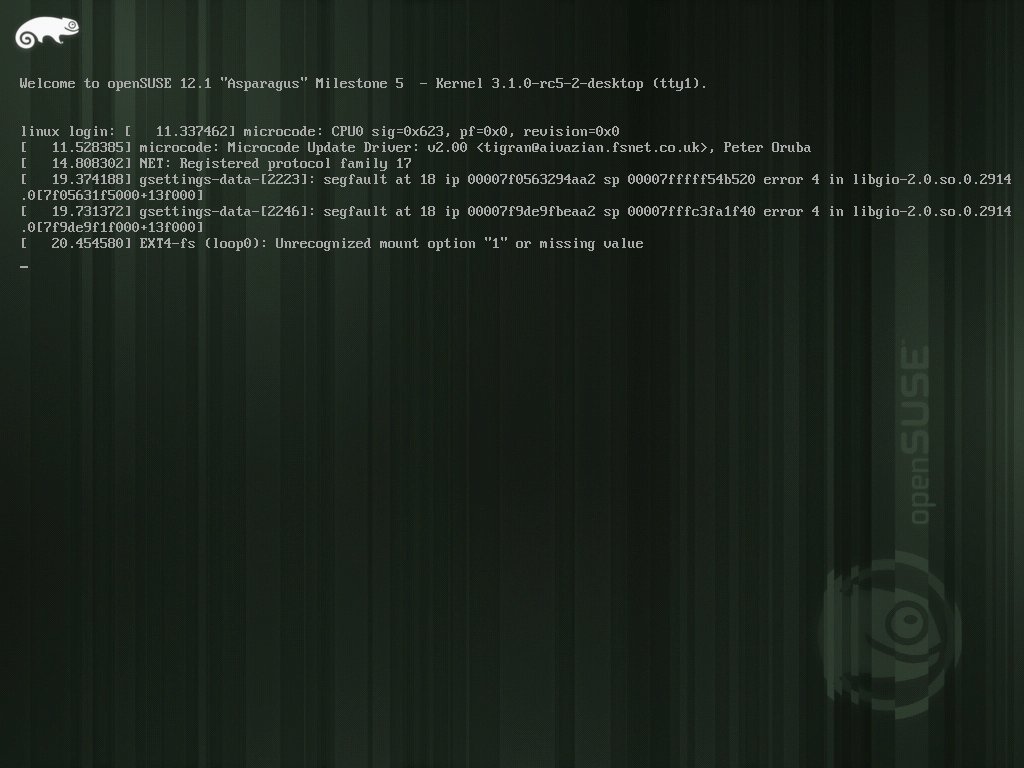 Welcome to openSUSE 12.1 "Asparagus" Milestone 5  - Kernel 3.1.0-rc5-2-desktop (tty1).
linux login: [   11.337462] microcode: CPU0 sig=0x623, pf=0x0, revision=0x0
[   11.528385] microcode: Microcode Update Driver: v2.00 <tigran@aivazian.fsnet.co.uk>, Peter Oruba
[   14.808302] NET: Registered protocol family 17
[   19.374188] gsettings-data-[2223]: segfault at 18 ip 00007f0563294aa2 sp 00007fffff54b520 error 4 in libgio-2.0.so.0.2914
.0[7f05631f5000+13f000]
[   19.731372] gsettings-data-[2246]: segfault at 18 ip 00007f9de9fbeaa2 sp 00007fffc3fa1f40 error 4 in libgio-2.0.so.0.2914
.0[7f9de9f1f000+13f000]
[   20.454580] EXT4-fs (loop0): Unrecognized mount option "1" or missing value
_
openSUSE